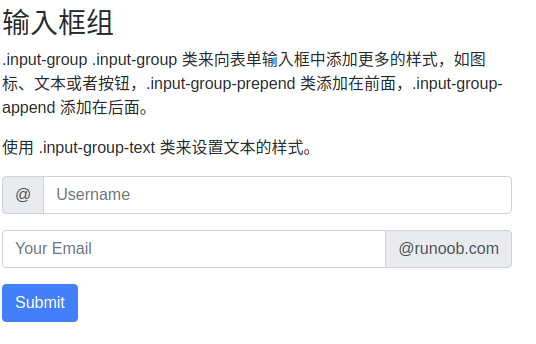 输入框组
.input-group .input-group 类来向表单输入框中添加更多的样式，如图
标、文本或者按钮，.input-group-prepend 类添加在前面，.input-group-
append 添加在后面。
使用 .input-group-text 类来设置文本的样式。
@ Username
Your Email @runoob.com
Submit